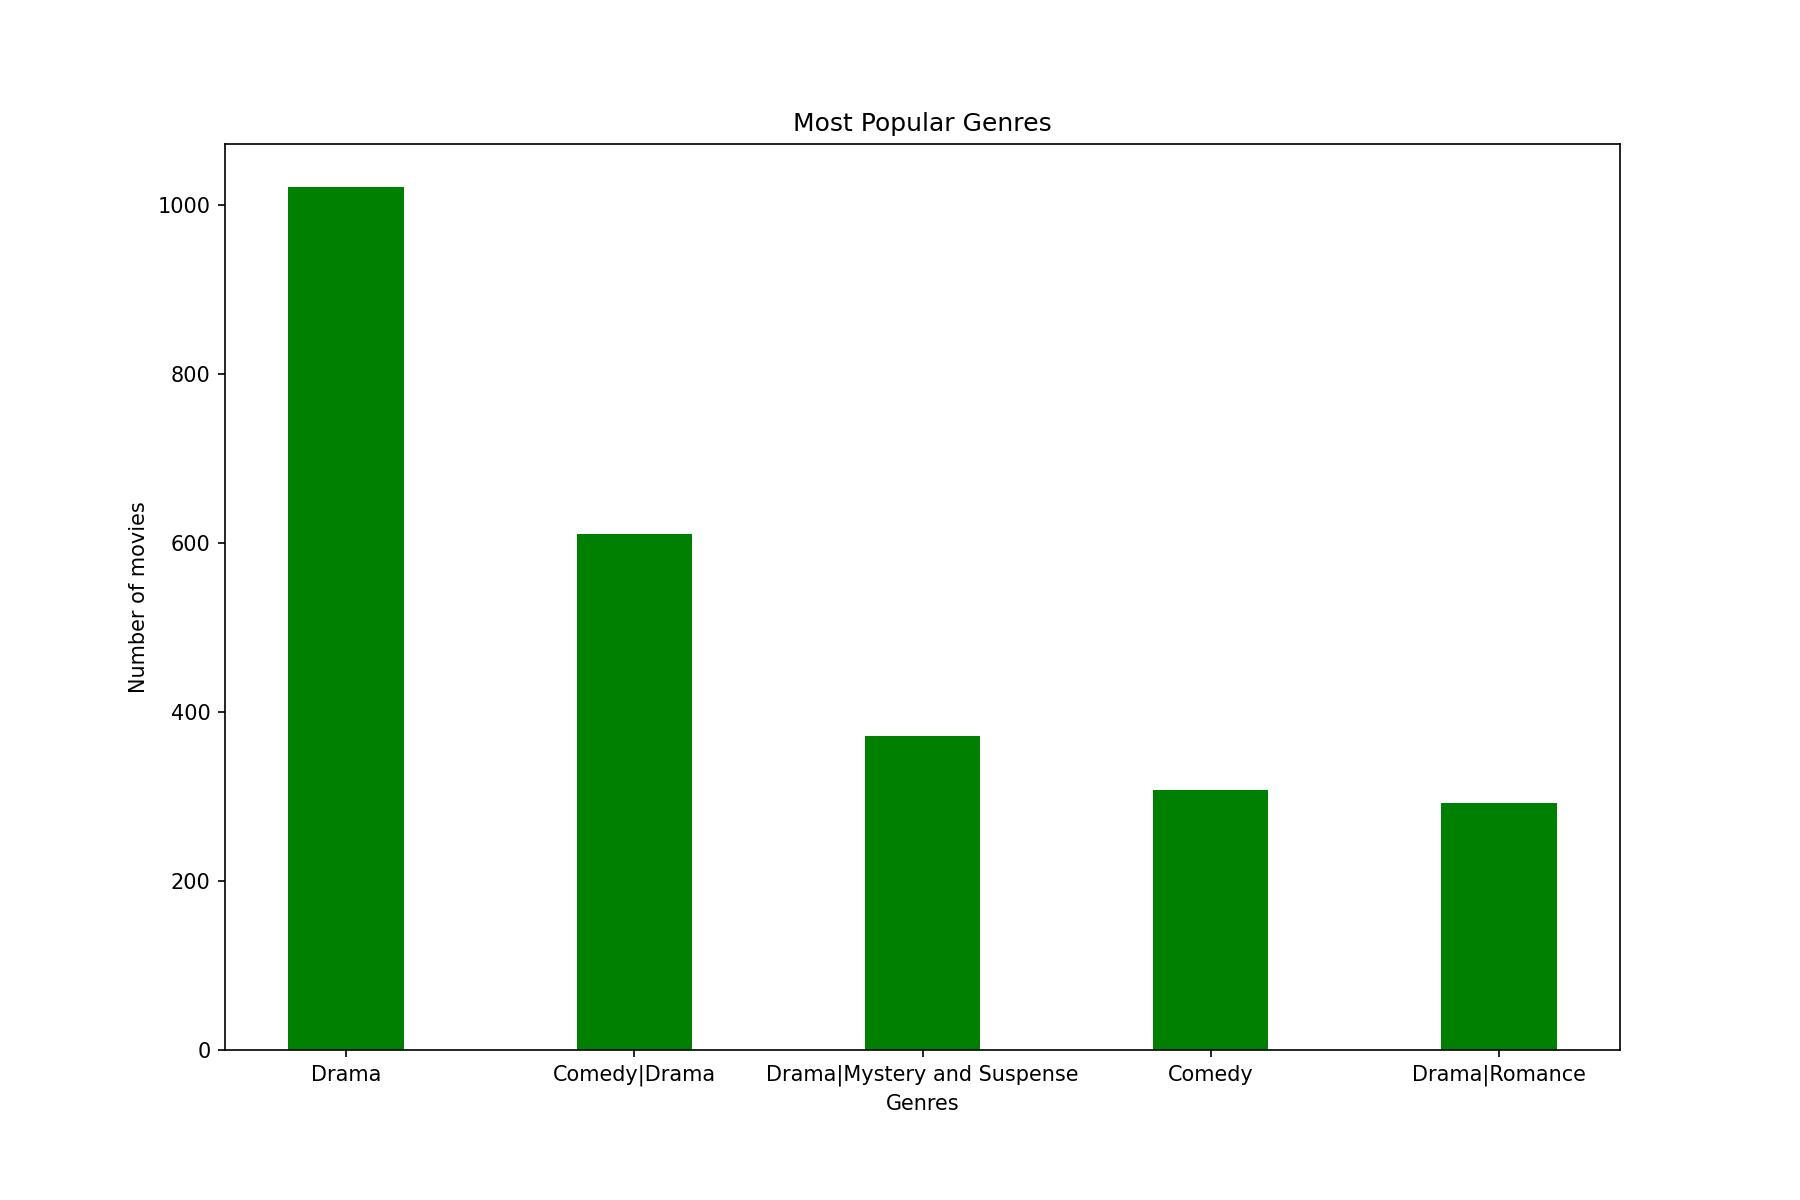 Most Popular Genres
Number of movies
1000
800
600
400
200
0
Drama
Comedy|Drama
Drama|Mystery and Suspense
Comedy
Drama|Romance
Genres